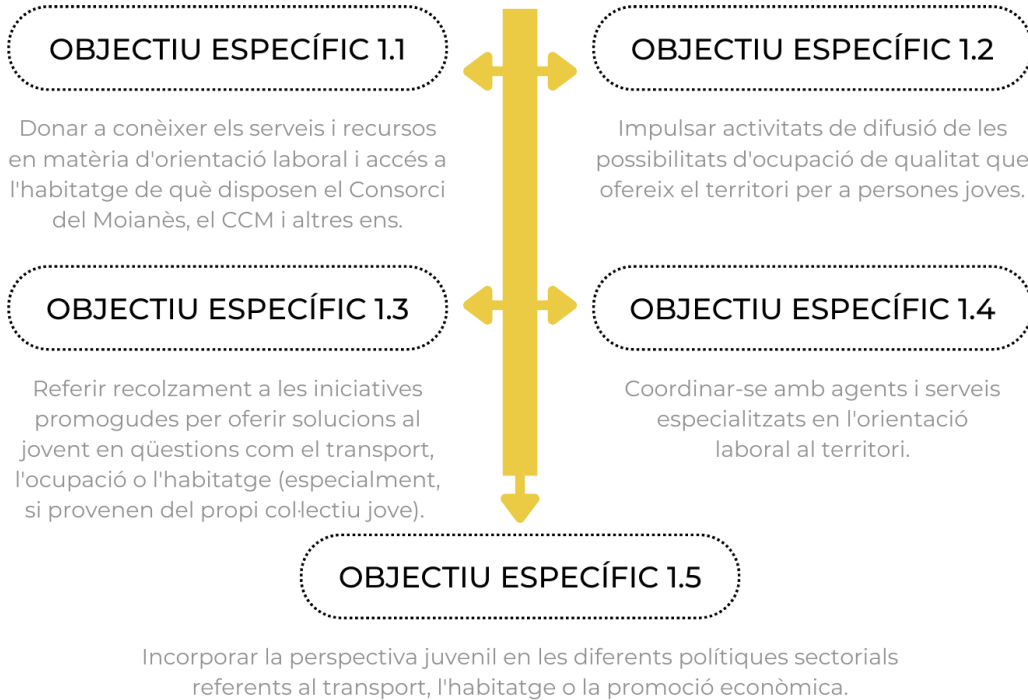 OBJECTIU ESPECÍFIC 1.1
Donar a conèixer els serveis i recursos
en matèria d'orientació laboral i accés a
l'habitatge de què disposen el Consorci
del Moianès, el CCM i altres ens.
OBJECTIU ESPECÍFIC 1.2
Impulsar activitats de difusió de les
possibilitats d'ocupació de qualitat que
ofereix el territori per a persones joves.
OBJECTIU ESPECÍFIC 1.3
Referir recolzament a les iniciatives
promogudes per oferir solucions al
jovent en qüestions com el transport,
l'ocupació o l'habitatge (especialment,
si provenen del propi col·lectiu jove).
OBJECTIU ESPECÍFIC 1.4
Coordinar-se amb agents i serveis
especialitzats en l'orientació
laboral al territori.
OBJECTIU ESPECÍFIC 1.5
Incorporar la perspectiva juvenil en les diferents polítiques sectorials
referents al transport, l'habitatge o la promoció econòmica.